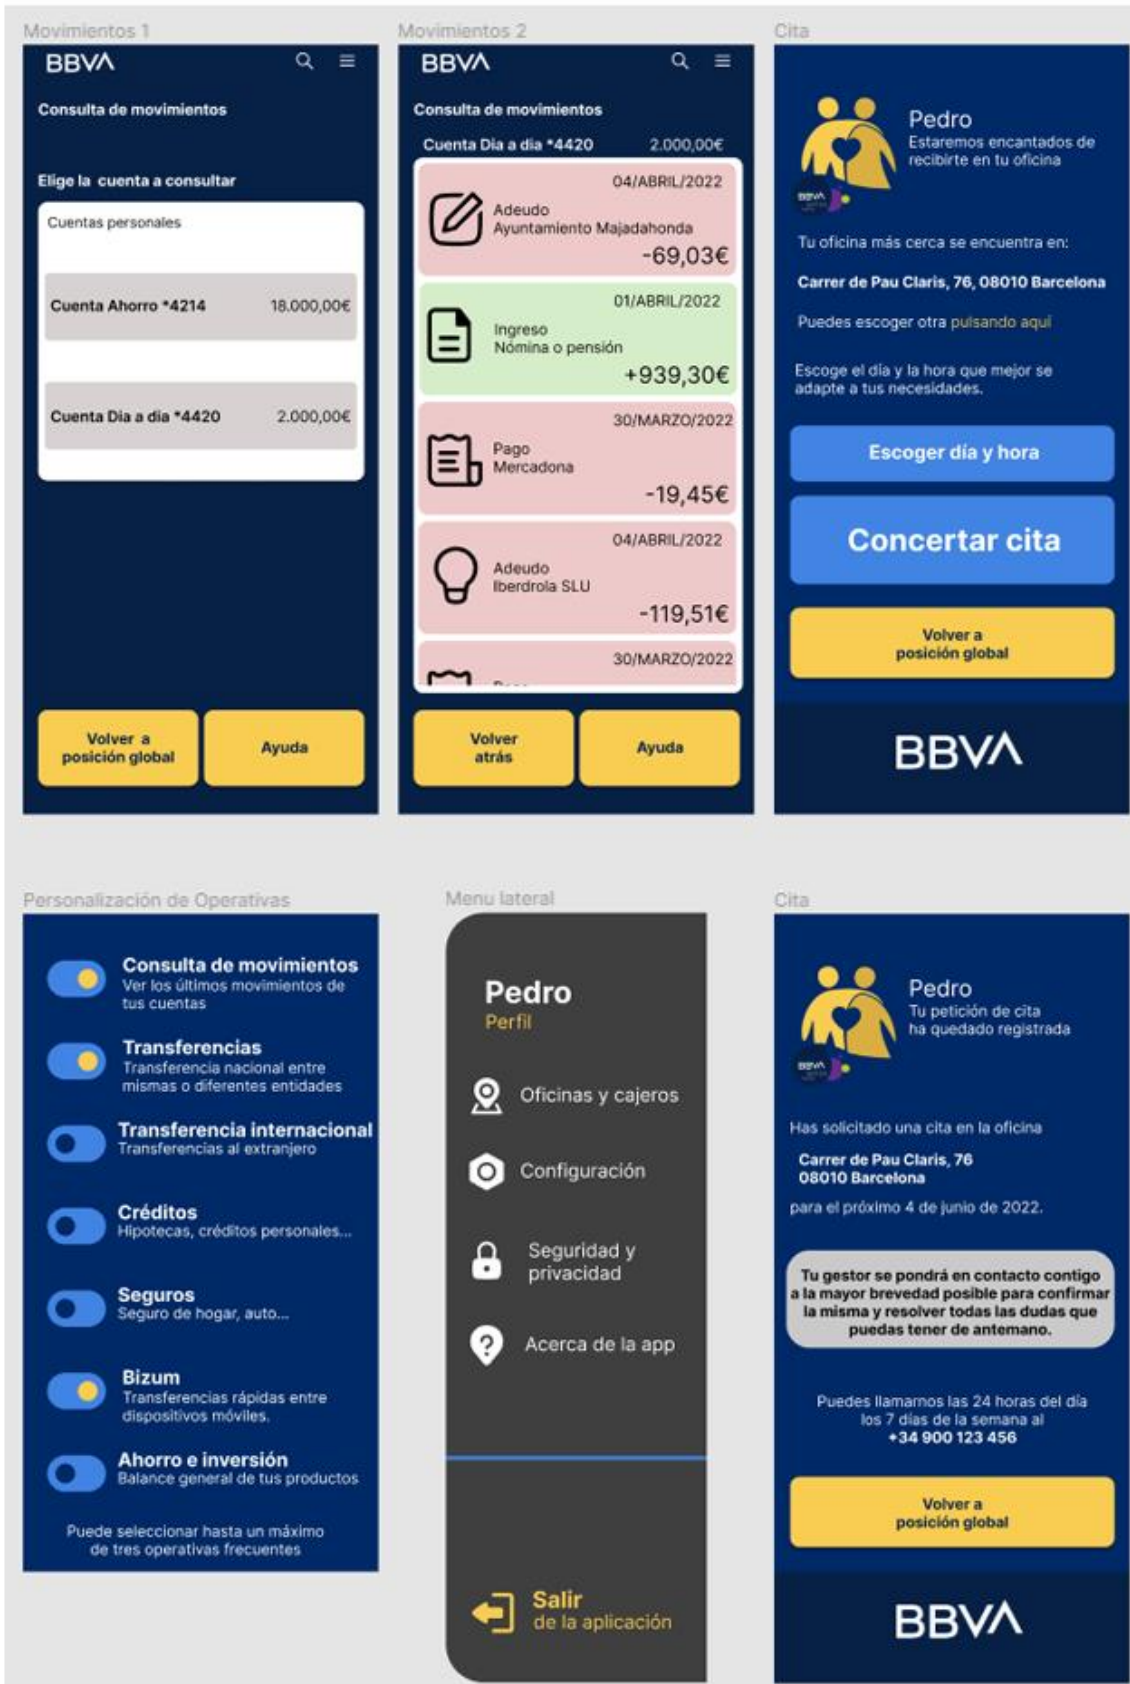 Movimientos 1
BBVA
Consulta de movimientos
Elige la cuenta a consultar
Cuentas personales
Cuenta Ahorro *4214 18.000,00€
Cuenta Dia a dia *4420 2.000,00€
Volver a
posición global
Ayuda
Movimientos 2
BBVA
Consulta de movimientos
Cuenta Dia a dia *4420 2.000,00€
04/ABRIL/2022
Adeudo
Ayuntamiento Majadahonda
-69,03€
01/ABRIL/2022
Ingreso
Nómina o pensión
+939,30€
30/MARZO/2022
Pago
Mercadona
-19,45€
04/ABRIL/2022
Adeudo
Iberdrola SLU
-119,51€
30/MARZO/2022
Volver
atrás
Ayuda
Cita
Pedro
Estaremos encantados de
recibirte en tu oficina
BBVA
Tu oficina más cerca se encuentra en:
Carrer de Pau Claris, 76, 08010 Barcelona
Puedes escoger otra pulsando aquí
Escoge el día y la hora que mejor se
adapte a tus necesidades.
Escoger día y hora
Concertar cita
Volver a
posición global
BBVA
Personalización de Operativas
Consulta de movimientos
Ver los últimos movimientos de
tus cuentas
Transferencias
Transferencia nacional entre
mismas o diferentes entidades
Transferencia internacional
Transferencias al extranjero
Créditos
Hipotecas, créditos personales...
Seguros
Seguro de hogar, auto...
Bizum
Transferencias rápidas entre
dispositivos móviles.
Ahorro e inversión
Balance general de tus productos
Puede seleccionar hasta un máximo
de tres operativas frecuentes
Menu lateral
Pedro
Perfil
Oficinas y cajeros
Configuración
Seguridad y
privacidad
Acerca de la app
Salir
de la aplicación
Cita
Pedro
Tu petición de cita
ha quedado registrada
BBVA
Has solicitado una cita en la oficina
Carrer de Pau Claris, 76
08010 Barcelona
para el próximo 4 de junio de 2022.
Tu gestor se pondrá en contacto contigo
a la mayor brevedad posible para confirmar
la misma y resolver todas las dudas que
puedas tener de antemano.
Puedes llamarnos las 24 horas del día
los 7 días de la semana al
+34 900 123 456
Volver a
posición global
BBVA